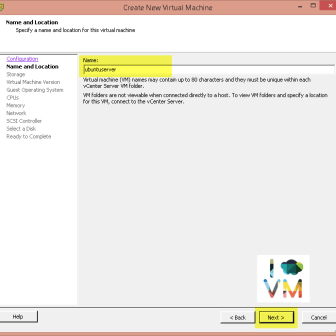 Create New Virtual Machine
Name and Location
Specify a name and location for this virtual machine
Configuration
Name and Location
Storage
Virtual Machine Version
Guest Operating System
CPUs
Memory
Network
SCSI Controller
Select a Disk
Ready to Complete
Name:
ubuntuserver
Virtual machine (VM) names may contain up to 80 characters and they must be unique within each
vCenter Server VM folder.
VM folders are not viewable when connected directly to a host. To view VM folders and specify a location
for this VM, connect to the vCenter Server.
I
VM
Help
< Back
Next >
Cancel